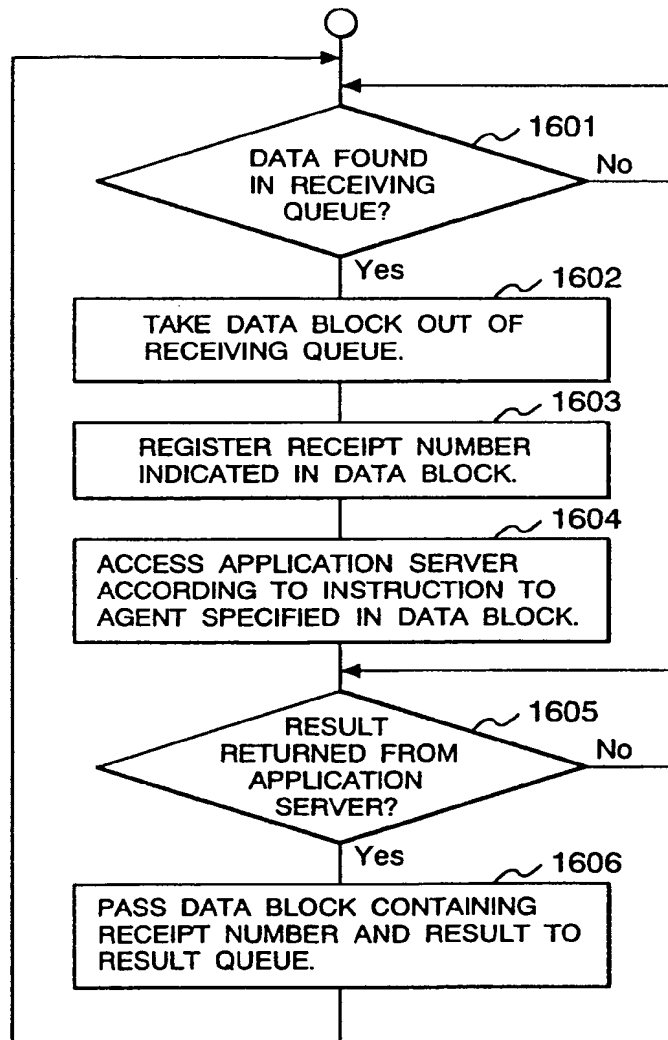 1601
DATA FOUND
IN RECEIVING
QUEUE?
No
Yes
1602
TAKE DATA BLOCK OUT OF
RECEIVING QUEUE.
1603
REGISTER RECEIPT NUMBER
INDICATED IN DATA BLOCK.
1604
ACCESS APPLICATION SERVER
ACCORDING TO INSTRUCTION TO
AGENT SPECIFIED IN DATA BLOCK.
1605
RESULT
RETURNED FROM
APPLICATION
SERVER?
No
Yes
1606
PASS DATA BLOCK CONTAINING
RECEIPT NUMBER AND RESULT TO
RESULT QUEUE.